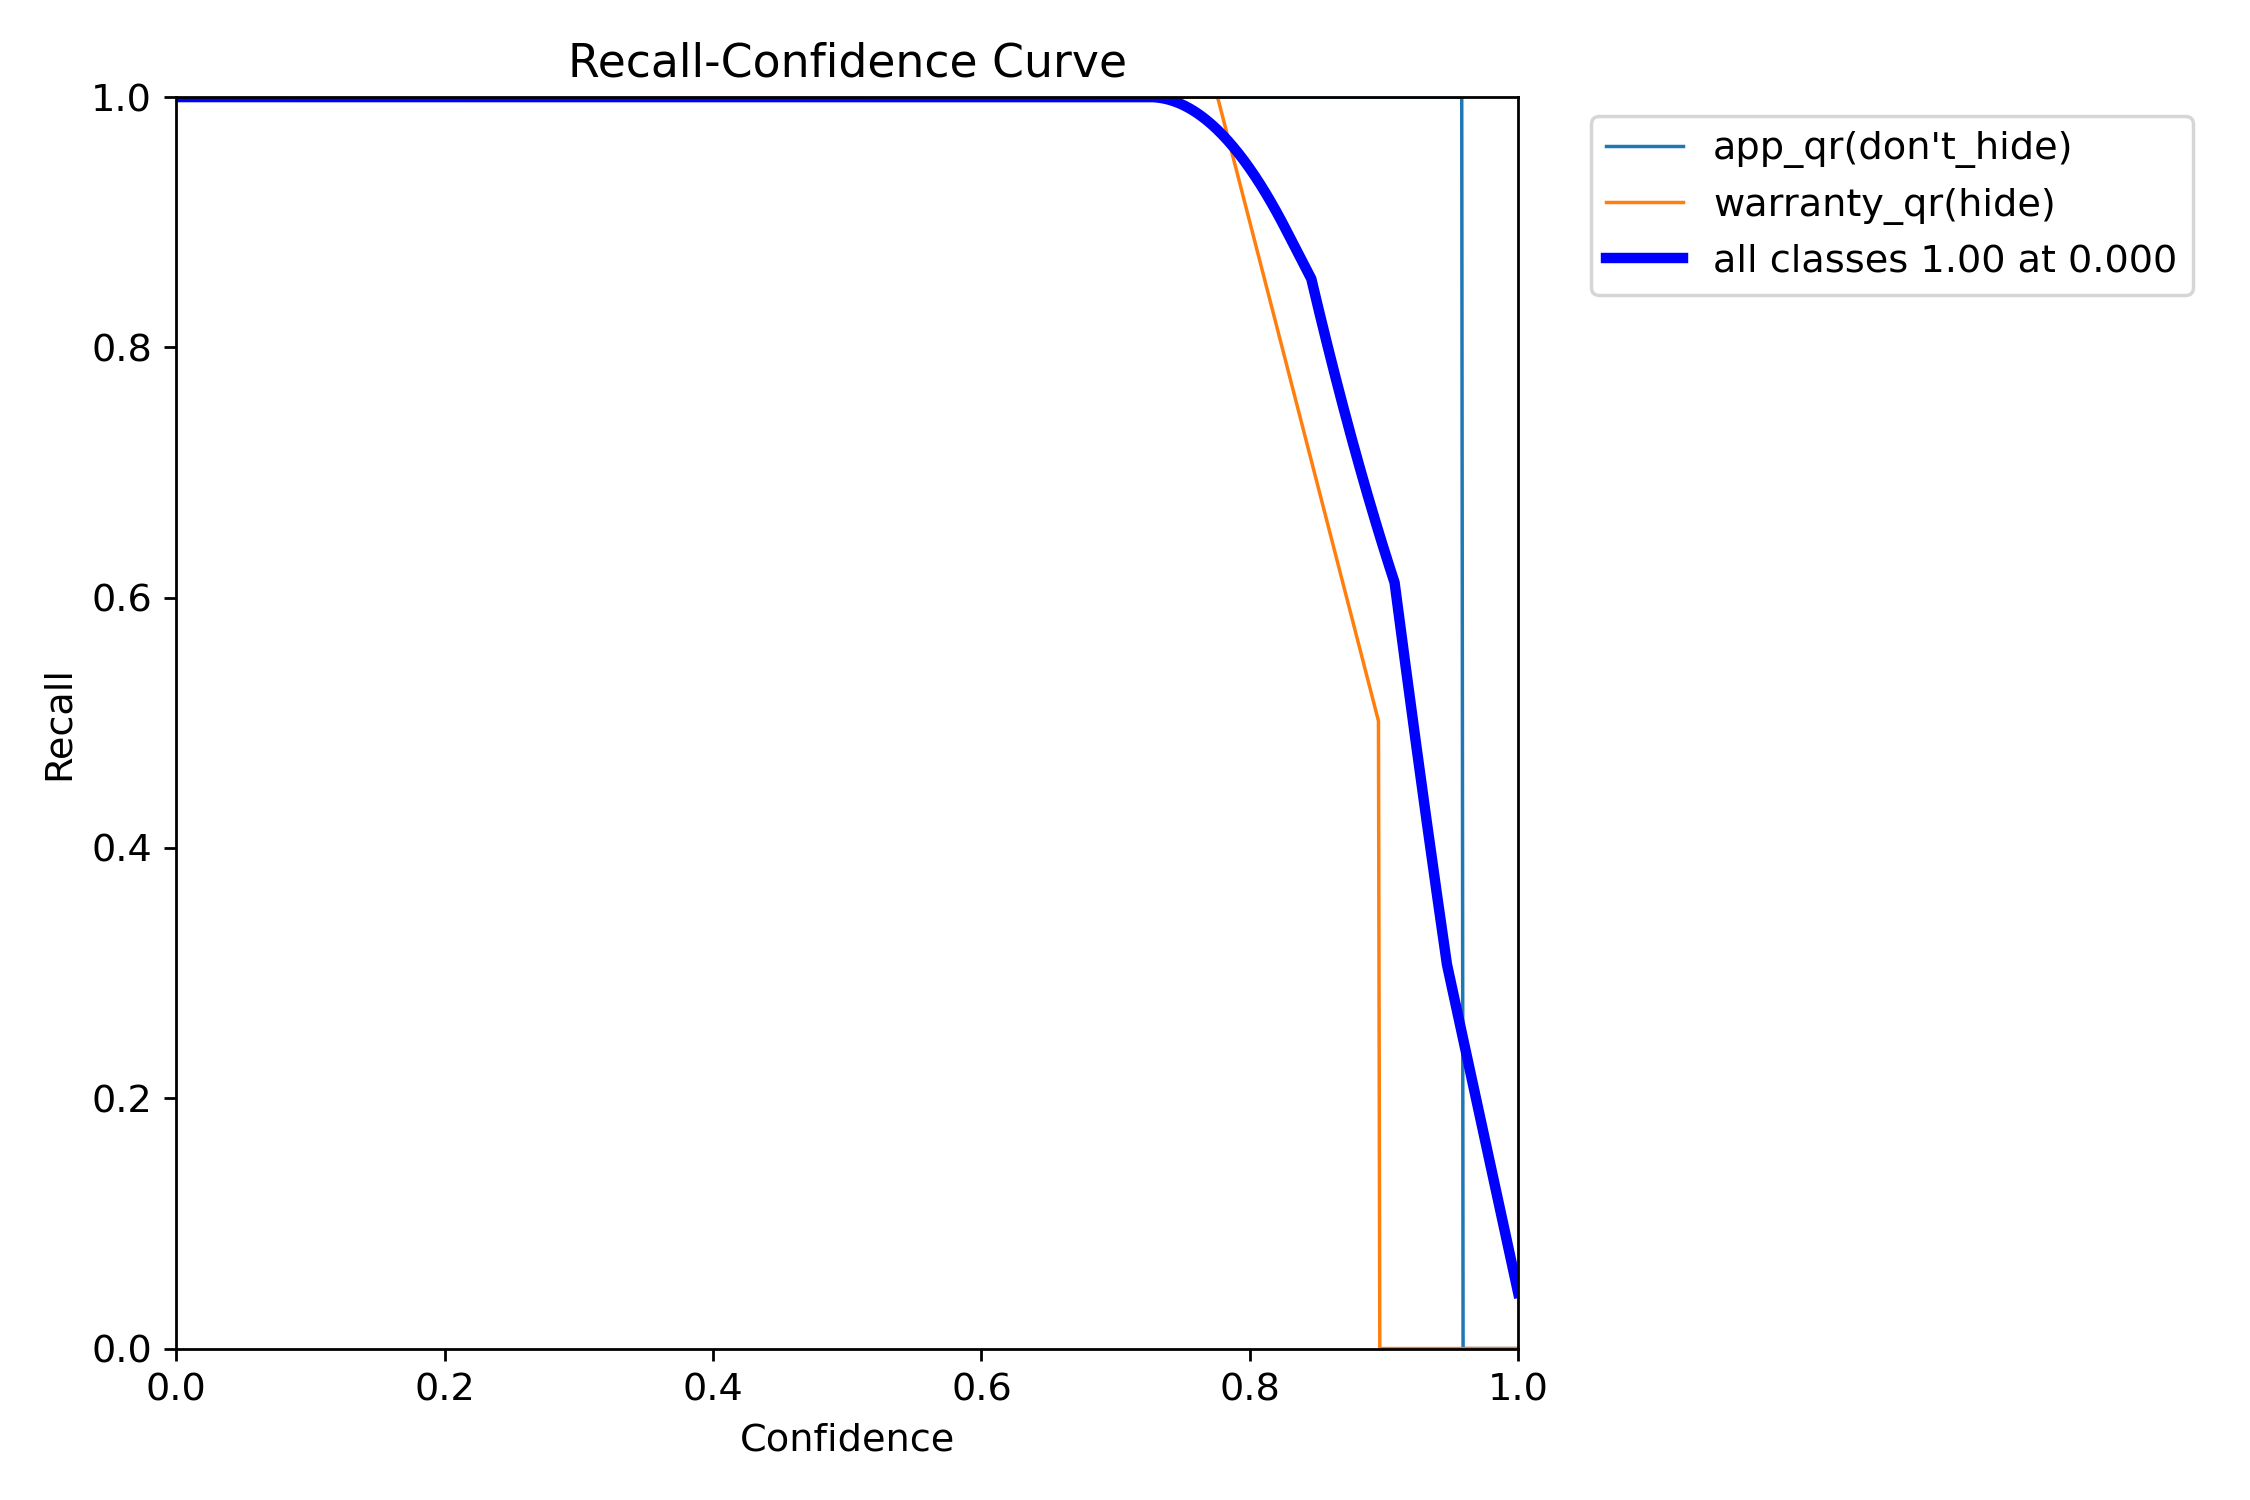 Recall-Confidence Curve
1.0
0.8
0.6
0.4
0.2
0.0
Recall
0.0 0.2 0.4 0.6 0.8 1.0
Confidence
app_qr(don't_hide)
warranty_qr(hide)
all classes 1.00 at 0.000